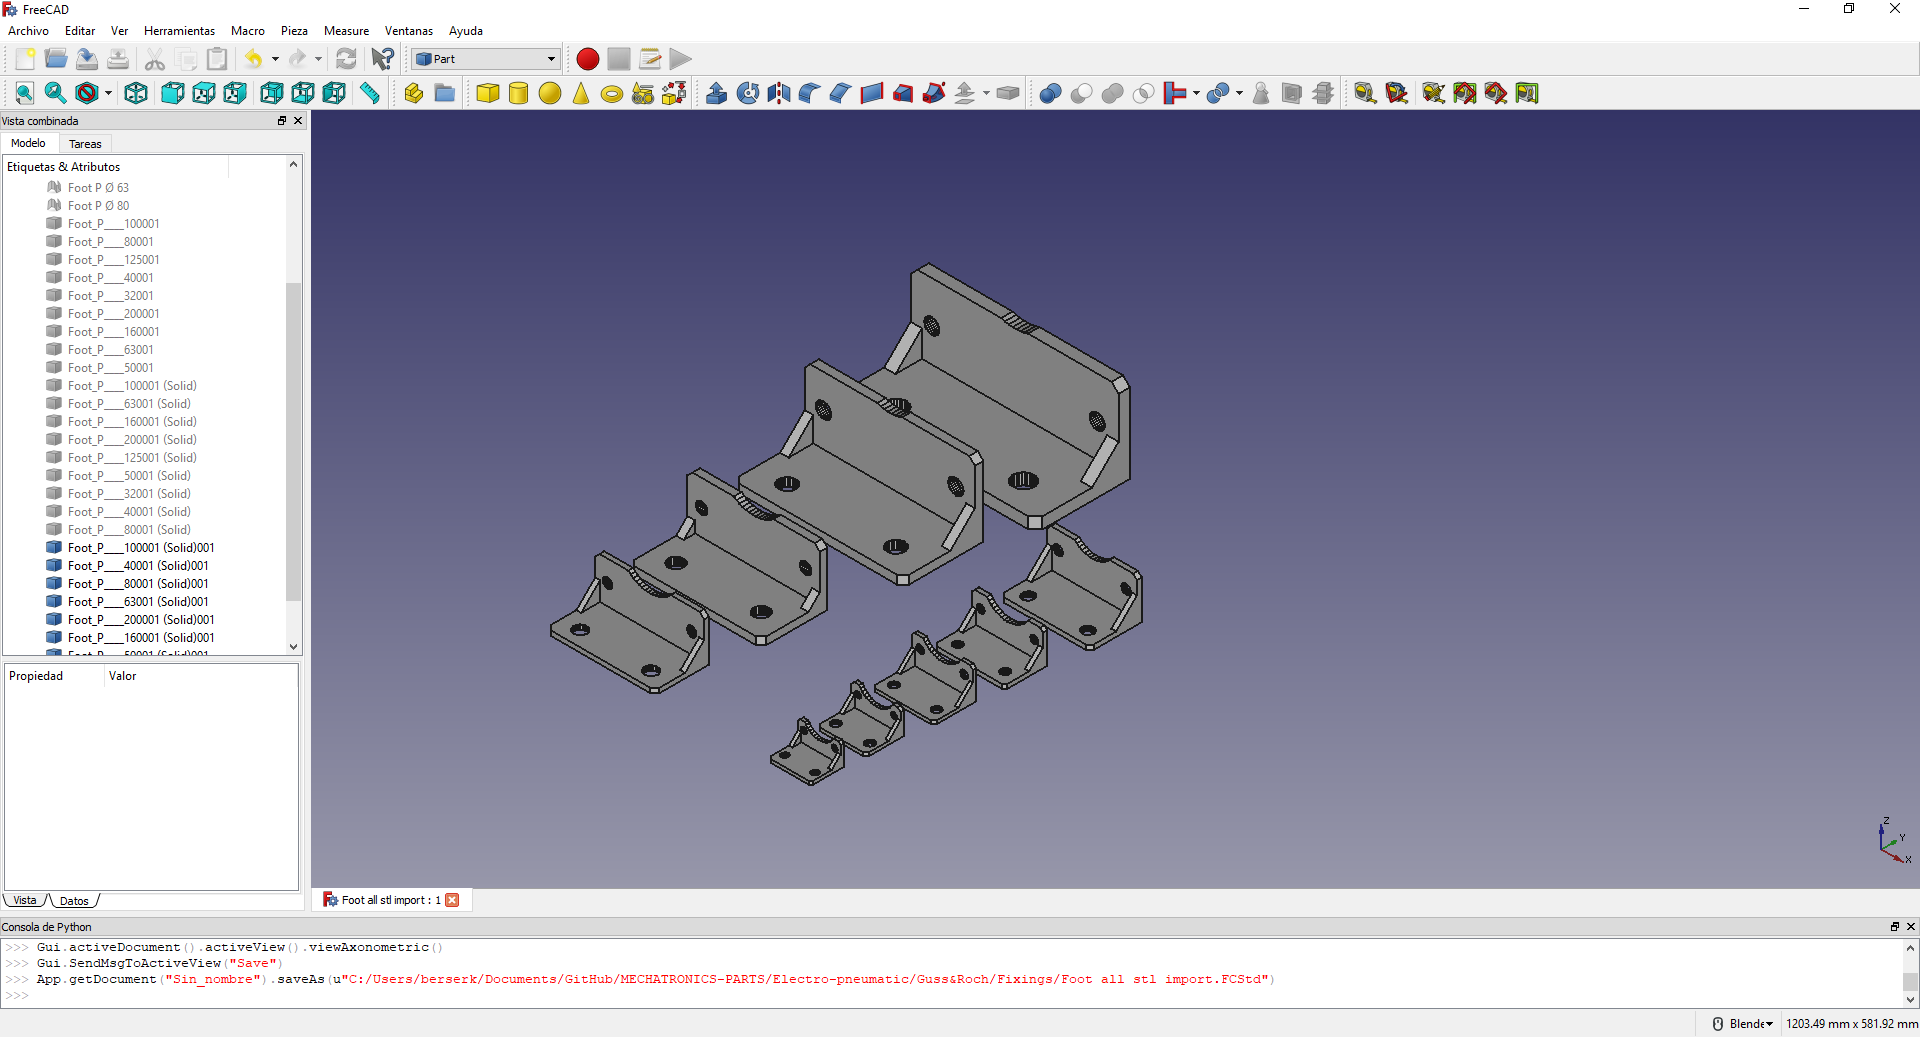 FreeCAD
Archivo Editar Ver Herramientas Macro Pieza Measure Ventanas Ayuda
Part
Vista combinada
Modelo Tareas
Etiquetas & Atributos
Foot P Ø 63
Foot P Ø 80
Foot_P___100001
Foot_P___80001
Foot_P___125001
Foot_P___40001
Foot_P___32001
Foot_P___200001
Foot_P___160001
Foot_P___63001
Foot_P___50001
Foot_P___100001 (Solid)
Foot_P___63001 (Solid)
Foot_P___160001 (Solid)
Foot_P___200001 (Solid)
Foot_P___125001 (Solid)
Foot_P___50001 (Solid)
Foot_P___32001 (Solid)
Foot_P___40001 (Solid)
Foot_P___80001 (Solid)
Foot_P___100001 (Solid)001
Foot_P___40001 (Solid)001
Foot_P___80001 (Solid)001
Foot_P___63001 (Solid)001
Foot_P___200001 (Solid)001
Foot_P___160001 (Solid)001
Foot_P___50001 (Solid)001
Propiedad Valor
Vista Datos
Z
Y
X
Foot all stl import : 1
Consola de Python
>>> Gui.activeDocument().activeView().viewAxonometric()
>>> Gui.SendMsgToActiveView("Save")
>>> App.getDocument("Sin_nombre").saveAs(u"C:/Users/berserk/Documents/GitHub/MECHATRONICS-PARTS/Electro-pneumatic/Guss&Roch/Fixings/Foot all stl import.FCStd")
>>>
Blende 1203.49 mm x 581.92 mm